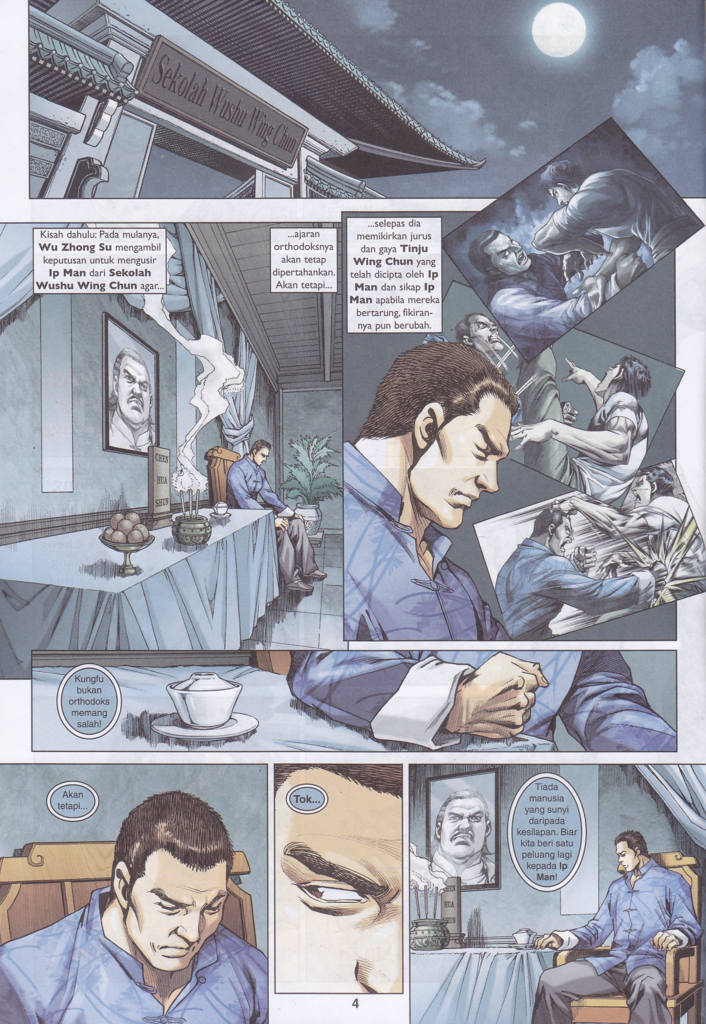 Sekolah Wushu Wing Chun
Kisah dahulu: Pada mulanya,
Wu Zhong Su mengambil
keputusan untuk mengusir
Ip Man dari Sekolah
Wushu Wing Chun agar...
...ajaran
orthodoksnya
akan tetap
dipertahankan.
Akan tetapi...
...selepas dia
memikirkan jurus
dan gaya Tinju
Wing Chun yang
telah dicipta oleh Ip
Man dan sikap Ip
Man apabila mereka
bertarung, fikiran-
nya pun berubah.
CHEN
HUA
SHUN
Kungfu
bukan
orthodoks
memang
salah!
Akan
tetapi...
Tok...
Tiada
manusia
yang sunyi
daripada
kesilapan. Biar
kita beri satu
peluang lagi
kepada Ip
Man!
CHEN
HUA
SHUN
4